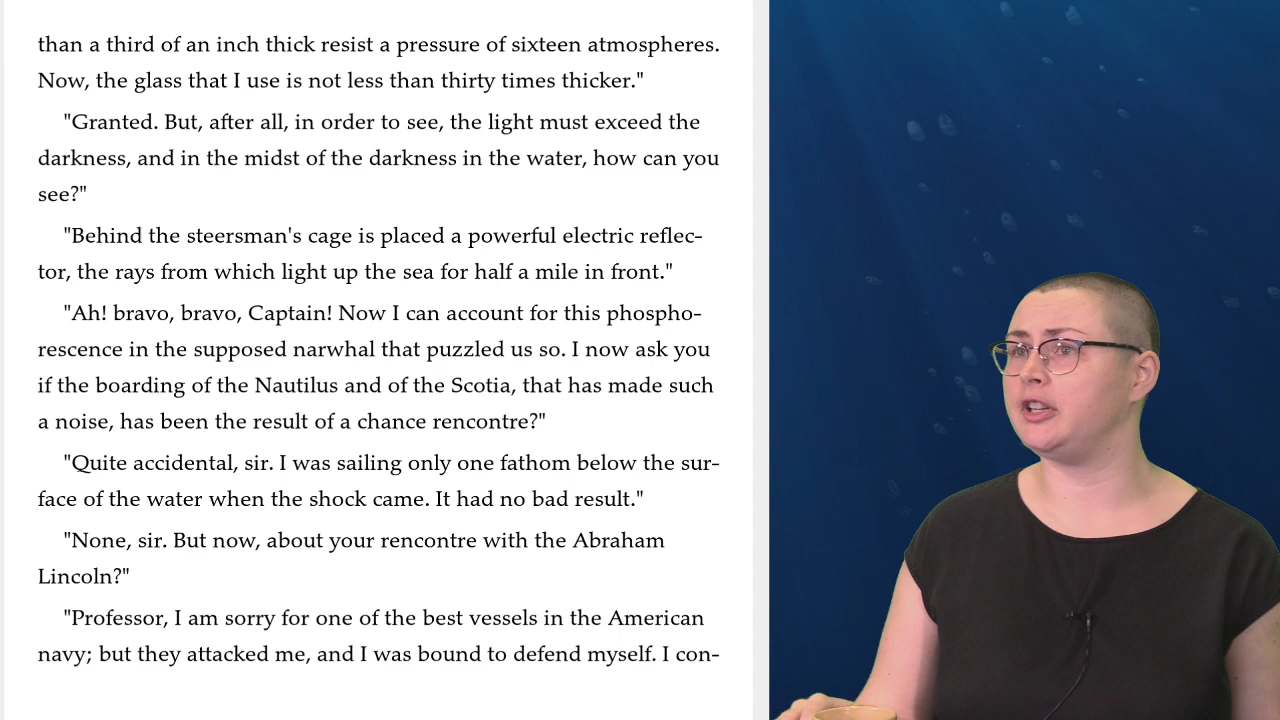 than a third of an inch thick resist a pressure of sixteen atmospheres.
Now, the glass that I use is not less than thirty times thicker."
"Granted. But, after all, in order to see, the light must exceed the
darkness, and in the midst of the darkness in the water, how can you
see?"
"Behind the steersman's cage is placed a powerful electric reflec-
tor, the rays from which light up the sea for half a mile in front."
"Ah! bravo, bravo, Captain! Now I can account for this phospho-
rescence in the supposed narwhal that puzzled us so. I now ask you
if the boarding of the Nautilus and of the Scotia, that has made such
a noise, has been the result of a chance rencontre?"
"Quite accidental, sir. I was sailing only one fathom below the sur-
face of the water when the shock came. It had no bad result."
"None, sir. But now, about your rencontre with the Abraham
Lincoln?"
"Professor, I am sorry for one of the best vessels in the American
navy; but they attacked me, and I was bound to defend myself. I con-